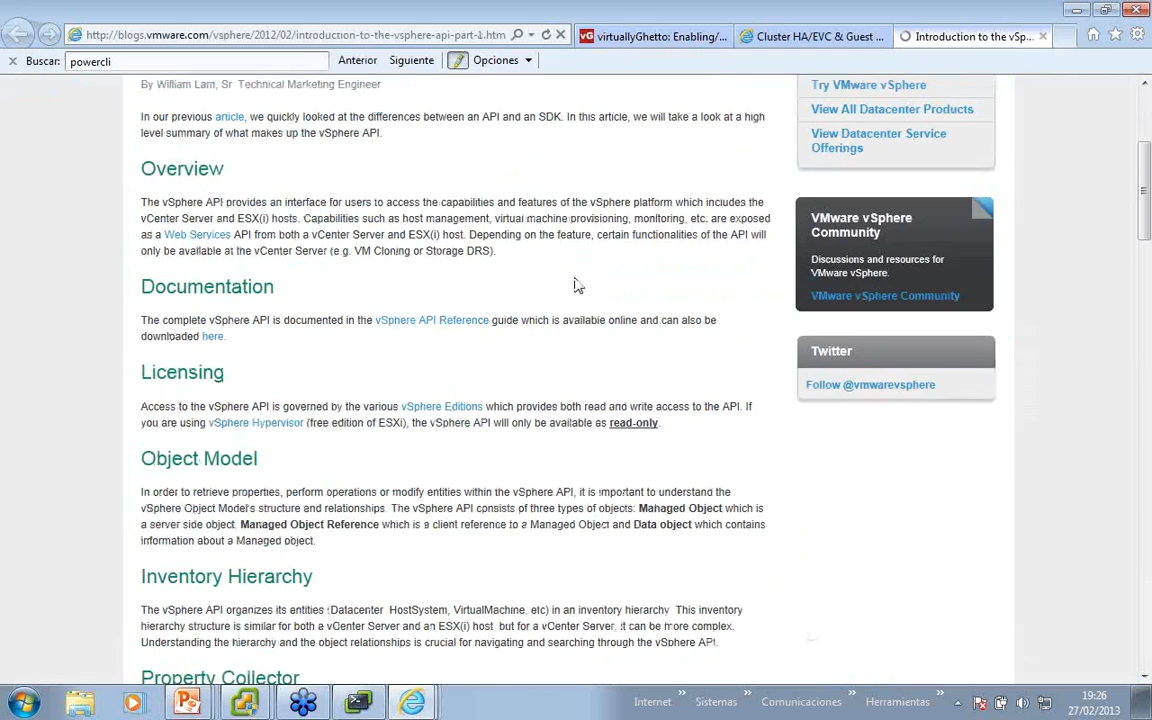 http://blogs.vmware.com/vsphere/2012/02/introduction-to-the-vsphere-api-part-1.htm
virtuallyGhetto: Enabling/...
Cluster HA/EVC & Guest ...
Introduction to the vSp...
Buscar: powercli
Anterior
Siguiente
Opciones
By William Lam, Sr Technical Marketing Engineer
In our previous article, we quickly looked at the differences between an API and an SDK. In this article, we will take a look at a high
level summary of what makes up the vSphere API.
Overview
The vSphere API provides an interface for users to access the capabilities and features of the vSphere platform which includes the
vCenter Server and ESX(i) hosts. Capabilities such as host management, virtual machine provisioning, monitoring, etc. are exposed
as a Web Services API from both a vCenter Server and ESX(i) host. Depending on the feature, certain functionalities of the API will
only be available at the vCenter Server (e.g. VM Cloning or Storage DRS).
Documentation
The complete vSphere API is documented in the vSphere API Reference guide which is available online and can also be
downloaded here.
Licensing
Access to the vSphere API is governed by the various vSphere Editions which provides both read and write access to the API. If
you are using vSphere Hypervisor (free edition of ESXi), the vSphere API will only be available as read-only.
Object Model
In order to retrieve properties, perform operations or modify entities within the vSphere API, it is important to understand the
vSphere Object Model's structure and relationships. The vSphere API consists of three types of objects: Managed Object which is
a server side object, Managed Object Reference which is a client reference to a Managed Object and Data object which contains
information about a Managed object.
Inventory Hierarchy
The vSphere API organizes its entities (Datacenter, HostSystem, VirtualMachine, etc) in an inventory hierarchy. This inventory
hierarchy structure is similar for both a vCenter Server and an ESX(i) host, but for a vCenter Server, it can be more complex.
Understanding the hierarchy and the object relationships is crucial for navigating and searching through the vSphere API.
Property Collector
Try VMware vSphere
View All Datacenter Products
View Datacenter Service
Offerings
VMware vSphere
Community
Discussions and resources for
VMware vSphere.
VMware vSphere Community
Twitter
Follow @vmwarevsphere
vG
Internet
Sistemas
Comunicaciones
Herramientas
19:26
27/02/2013